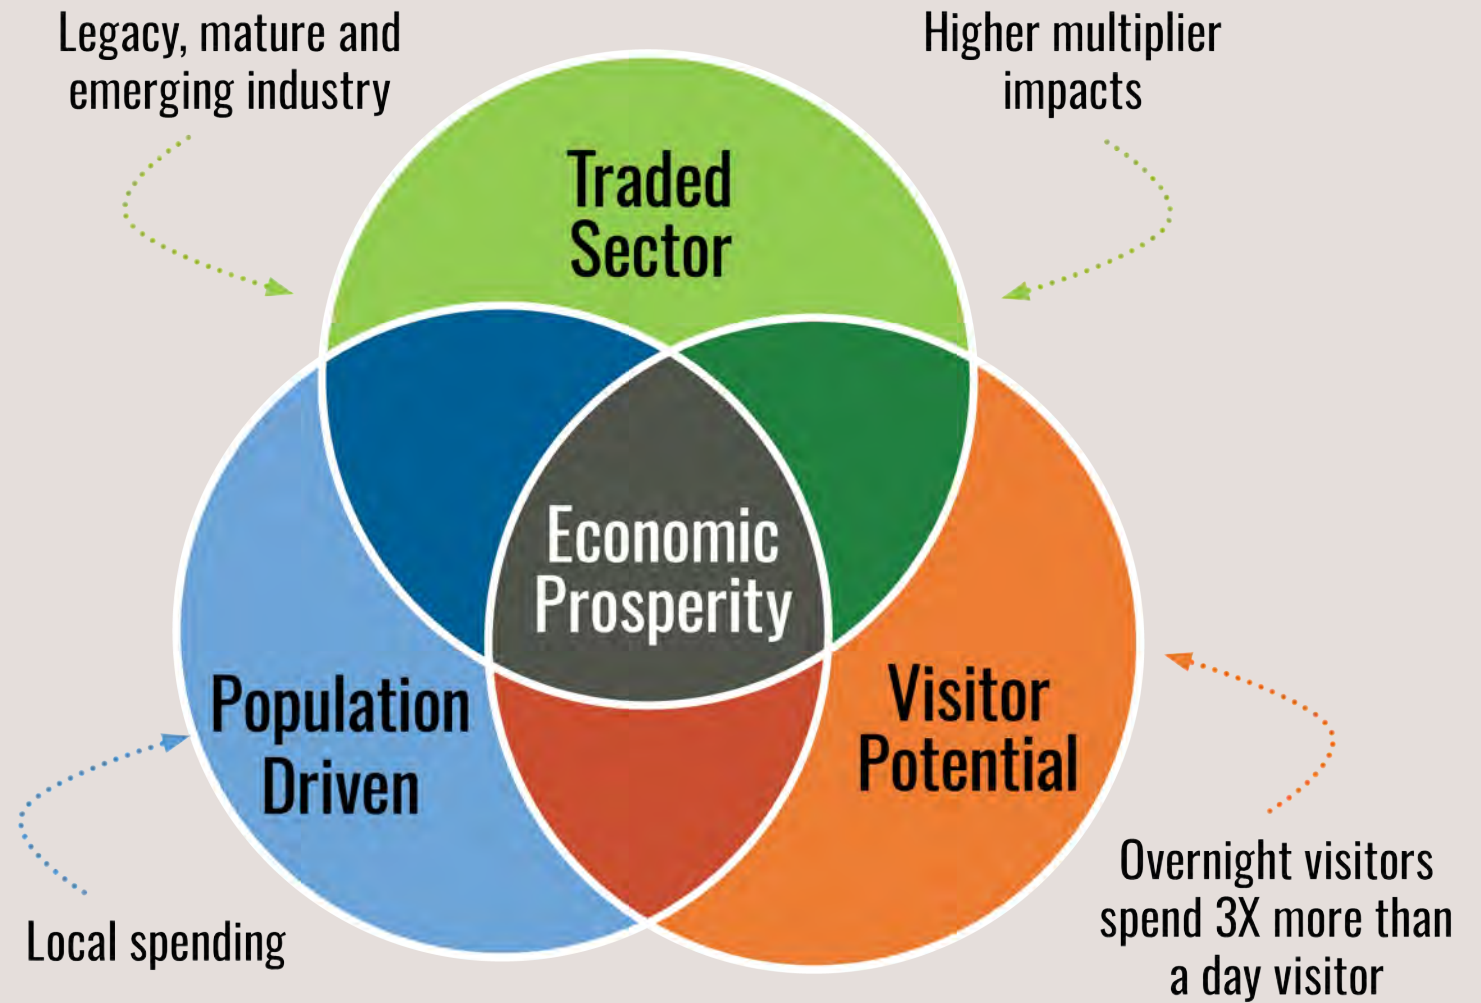 Legacy, mature and
emerging industry
Higher multiplier
impacts
Traded
Sector
Economic
Prosperity
Population
Driven
Visitor
Potential
Local spending
Overnight visitors
spend 3X more than
a day visitor